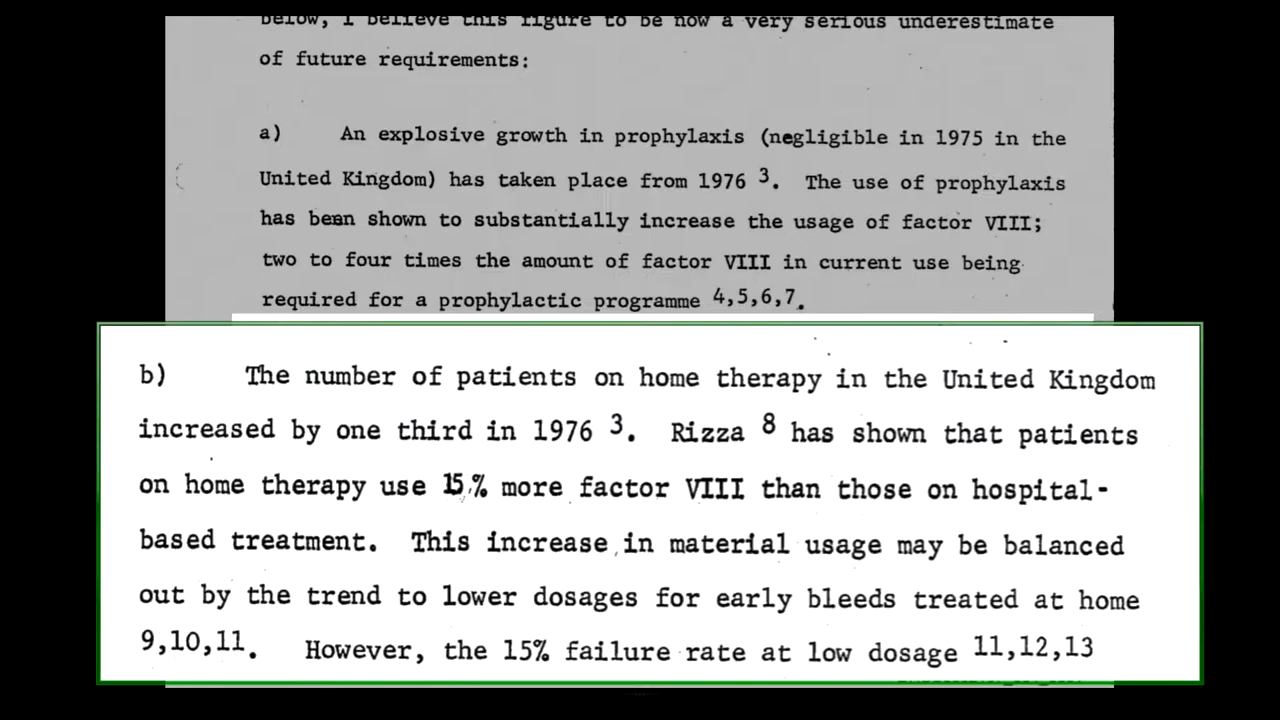 below, I believe this figure to be now a very serious underestimate
of future requirements:
a) An explosive growth in prophylaxis (negligible in 1975 in the
United Kingdom) has taken place from 1976 3. The use of prophylaxis
has been shown to substantially increase the usage of factor VIII;
two to four times the amount of factor VIII in current use being
required for a prophylactic programme 4,5,6,7.
b) The number of patients on home therapy in the United Kingdom
increased by one third in 1976 3. Rizza 8 has shown that patients
on home therapy use 15% more factor VIII than those on hospital-
based treatment. This increase in material usage may be balanced
out by the trend to lower dosages for early bleeds treated at home
9,10,11. However, the 15% failure rate at low dosage 11,12,13